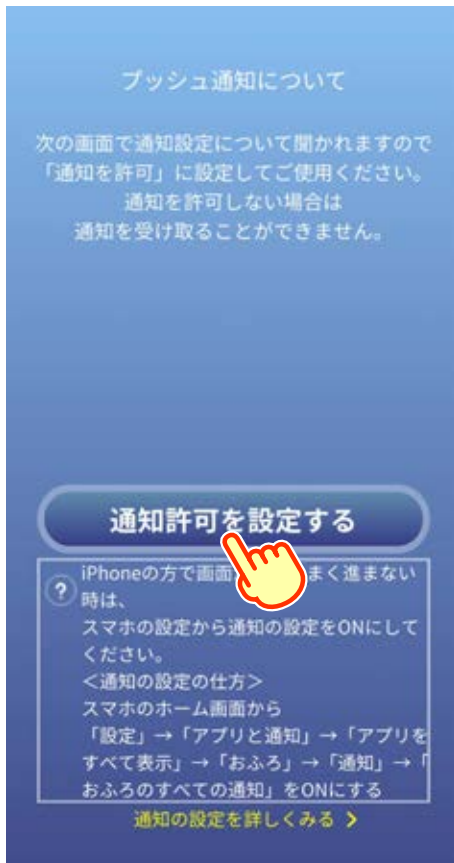 プッシュ通知について
次の画面で通知設定について聞かれますので
「通知を許可」に設定してご使用ください。
通知を許可しない場合は
通知を受け取ることができません。
通知許可を設定する
? iPhoneの方で画面 まく進まない
時は、
スマホの設定から通知の設定をONにして
ください。
<通知の設定の仕方>
スマホのホーム画面から
「設定」→「アプリと通知」→「アプリを
すべて表示」→「おふろ」→「通知」→「
おふろのすべての通知」をONにする
通知の設定を詳しくみる >